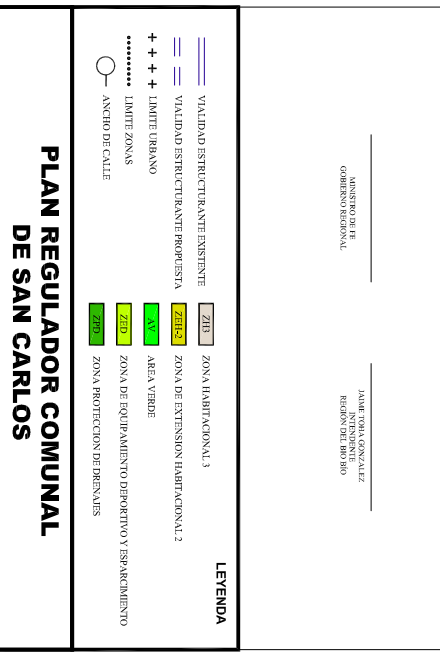 MINISTRO DE FE
GOBIERNO REGIONAL
JAIME TOHA GONZALEZ
INTENDENTE
REGIÓN DEL BIO BÍO
LEYENDA
VIALIDAD ESTRUCTURANTE EXISTENTE
VIALIDAD ESTRUCTURANTE PROPUESTA
LIMITE URBANO
LIMITE ZONAS
ANCHO DE CALLE
ZH3 ZONA HABITACIONAL 3
ZEH-2 ZONA DE EXTENSION HABITACIONAL 2
AV AREA VERDE
ZED ZONA DE EQUIPAMIENTO DEPORTIVO Y ESPARCIMIENTO
ZPD ZONA PROTECCION DE DRENAJES
PLAN REGULADOR COMUNAL
DE SAN CARLOS